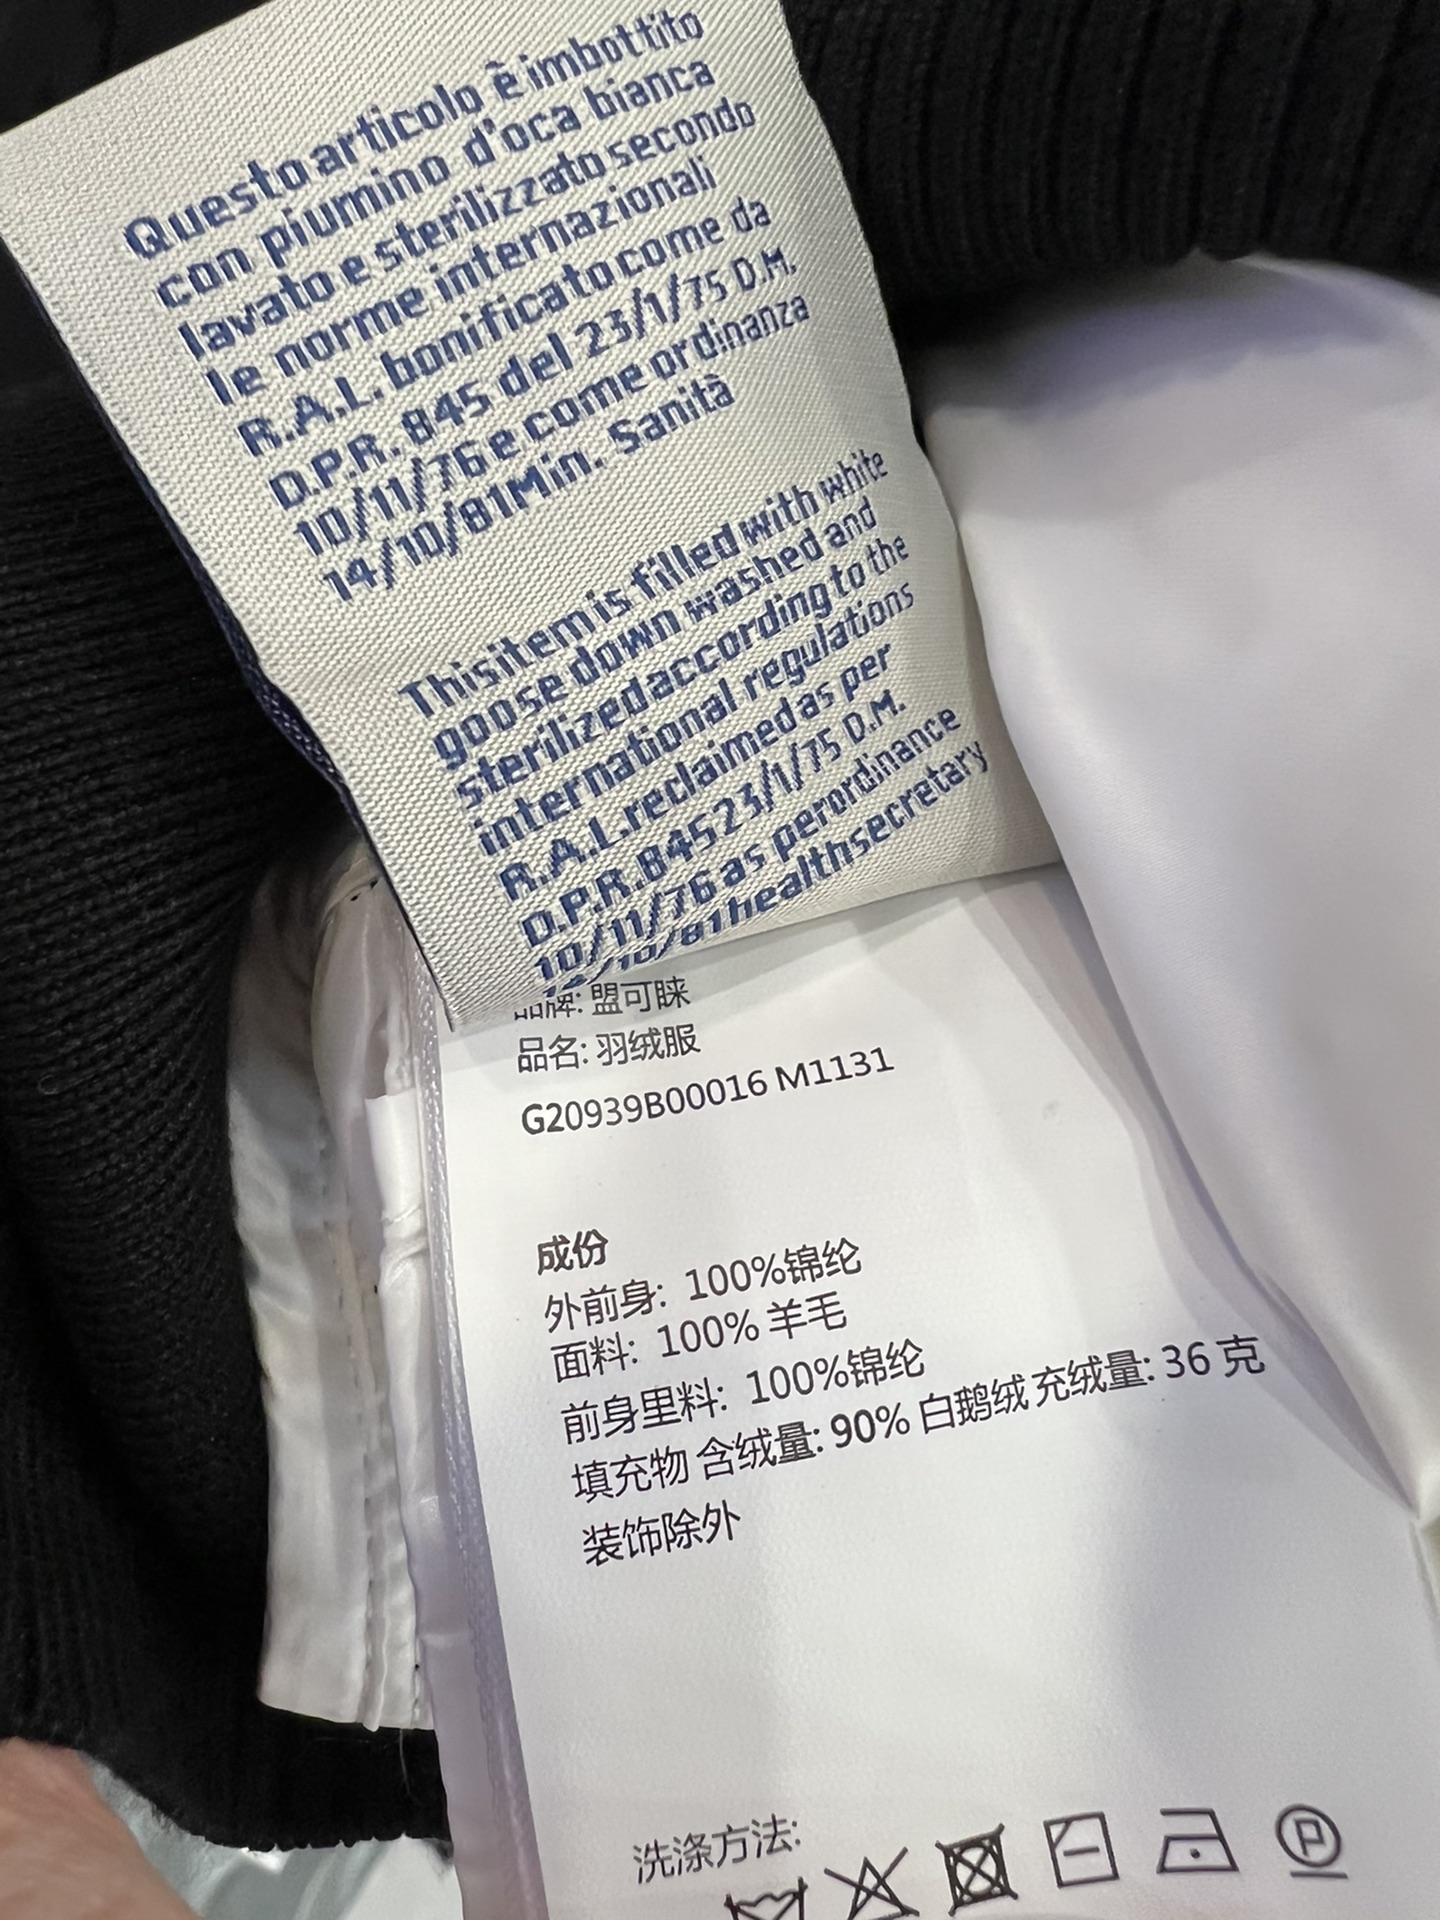 Questo articolo è imbottito
con piumino d'oca bianca
lavato e sterilizzato secondo
le norme internazionali
R.A.L. bonificato come da
D.P.R. 845 del 23/1/75 D.M.
10/11/76 e come ordinanza
14/10/81 Min. Sanità
This item is filled with white
goose down washed and
sterilized according to the
international regulations
R.A.L. reclaimed as per
D.P.R. 845 23/1/75 D.M.
10/11/76 as per ordinance
14/10/81 health secretary
品牌: 盟可睐
品名: 羽绒服
G20939B00016 M1131
成份
外前身: 100%锦纶
面料: 100% 羊毛
前身里料: 100%锦纶
填充物 含绒量: 90% 白鹅绒 充绒量: 36 克
装饰除外
洗涤方法:
P